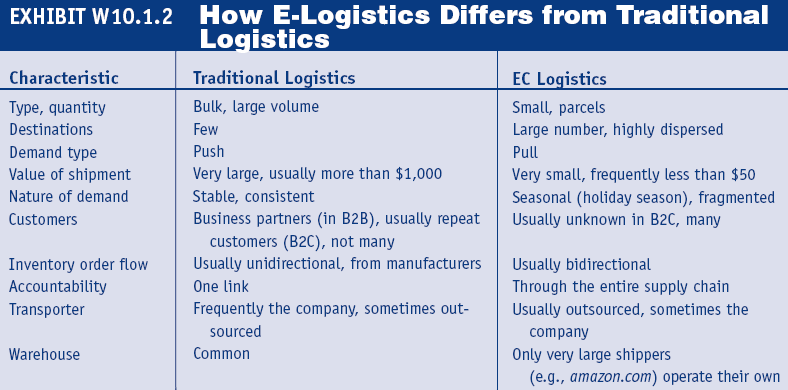 EXHIBIT W10.1.2 How E-Logistics Differs from Traditional
Logistics
Characteristic Traditional Logistics EC Logistics
Type, quantity Bulk, large volume Small, parcels
Destinations Few Large number, highly dispersed
Demand type Push Pull
Value of shipment Very large, usually more than $1,000 Very small, frequently less than $50
Nature of demand Stable, consistent Seasonal (holiday season), fragmented
Customers Business partners (in B2B), usually repeat Usually unknown in B2C, many
customers (B2C), not many
Inventory order flow Usually unidirectional, from manufacturers Usually bidirectional
Accountability One link Through the entire supply chain
Transporter Frequently the company, sometimes out- Usually outsourced, sometimes the
sourced company
Warehouse Common Only very large shippers
(e.g., amazon.com) operate their own